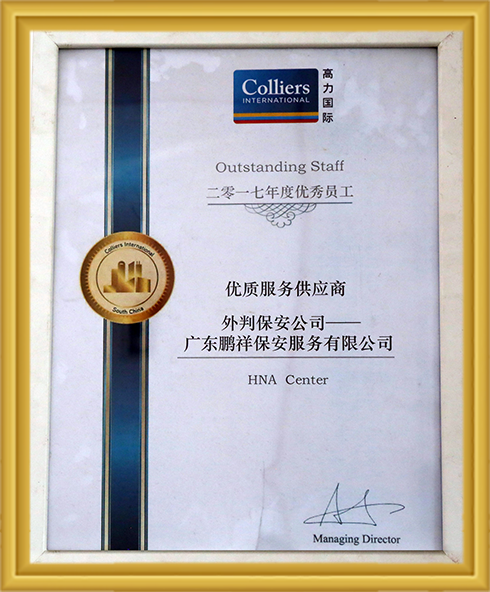 Colliers
INTERNATIONAL
高力国际
Outstanding Staff
二零一七年度优秀员工
Colliers International
South China
优质服务供应商
外判保安公司——
广东鹏祥保安服务有限公司
HNA Center
Managing Director